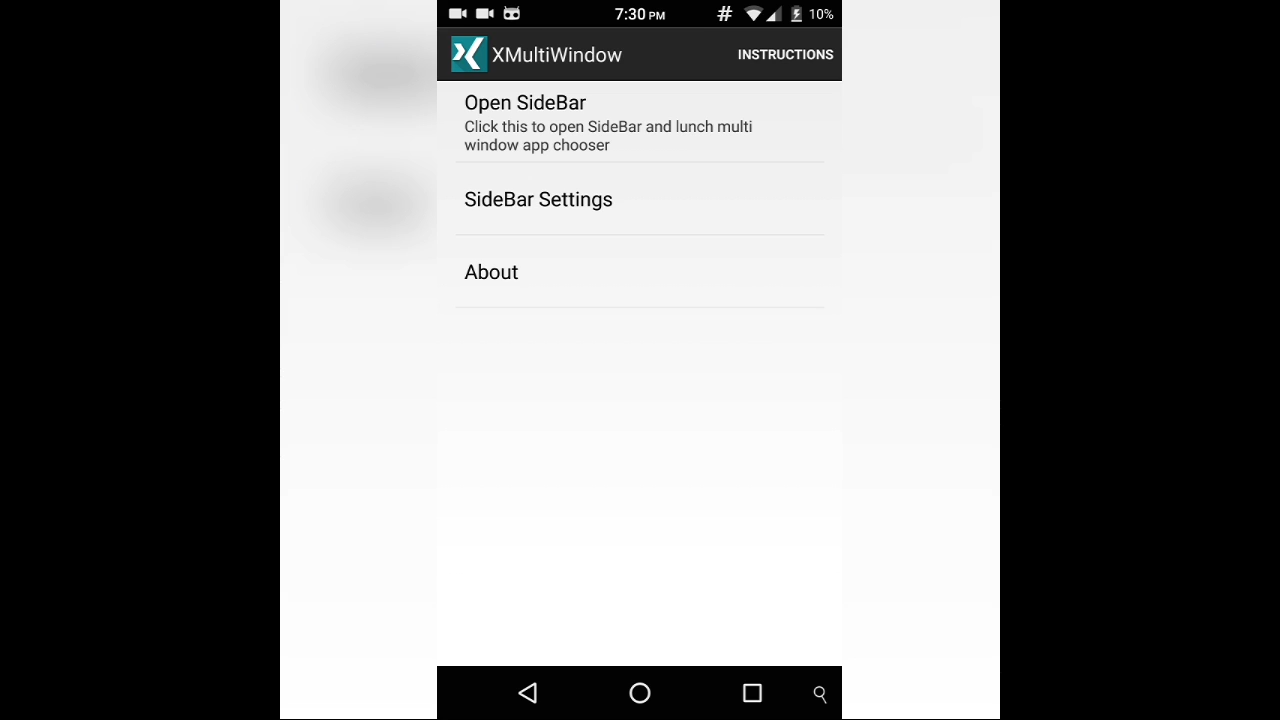 # 7:30 PM 10%
XMultiWindow INSTRUCTIONS
Open SideBar
Click this to open SideBar and lunch multi
window app chooser
SideBar Settings
About